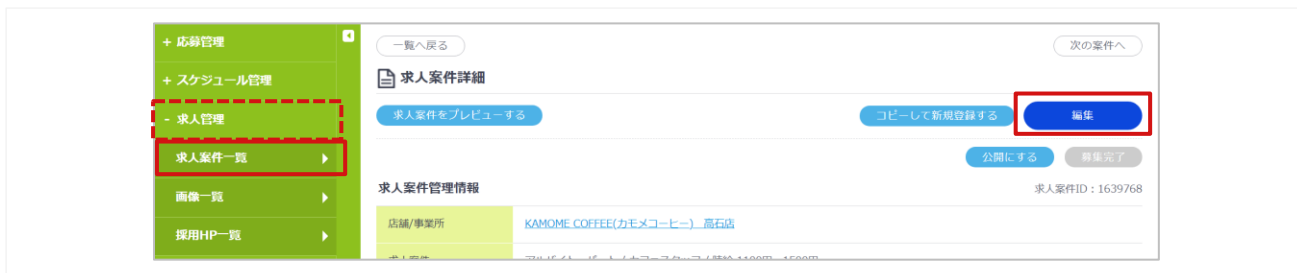 + 応募管理
+ スケジュール管理
- 求人管理
求人案件一覧
画像一覧
採用HP一覧
一覧へ戻る
次の案件へ
求人案件詳細
求人案件をプレビューする
コピーして新規登録する
編集
公開にする
募集完了
求人案件管理情報
求人案件ID：1639768
店舗/事業所
KAMOME COFFEE(カモメコーヒー)　高石店